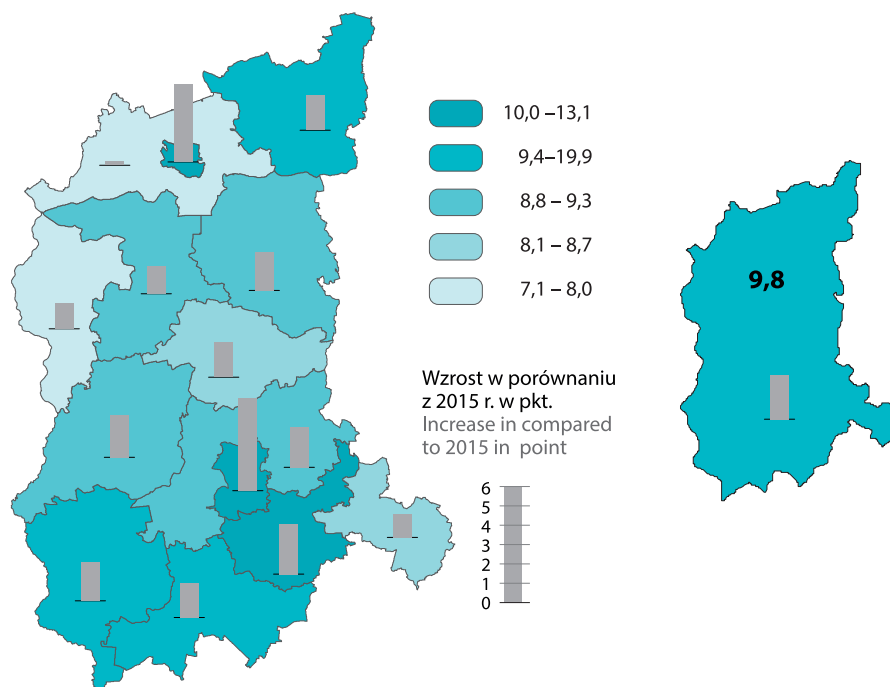 10,0 –13,1
9,4–19,9
8,8 – 9,3
8,1 – 8,7
7,1 – 8,0
9,8
Wzrost w porównaniu
z 2015 r. w pkt.
Increase in compared
to 2015 in point
6
5
4
3
2
1
0